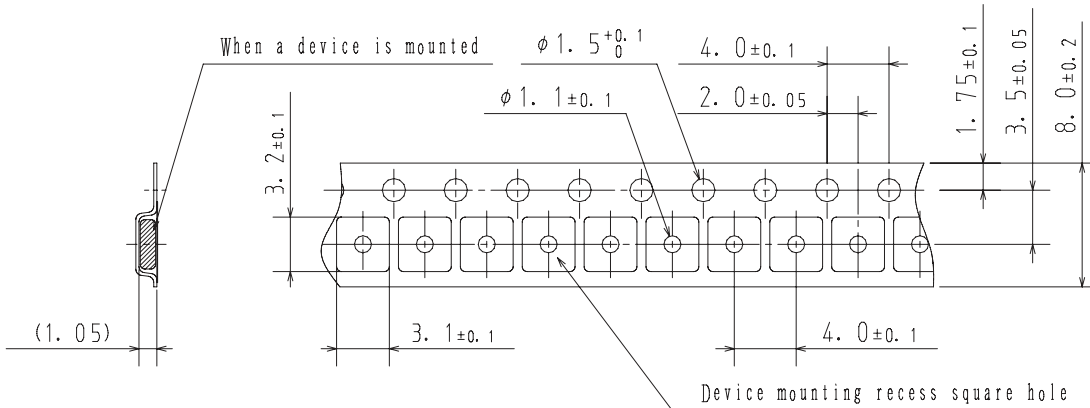 When a device is mounted
φ1.5 +0.1 0
4.0±0.1
φ1.1±0.1
2.0±0.05
1.75±0.1
3.5±0.05
8.0±0.2
3.2±0.1
(1.05)
3.1±0.1
4.0±0.1
Device mounting recess square hole